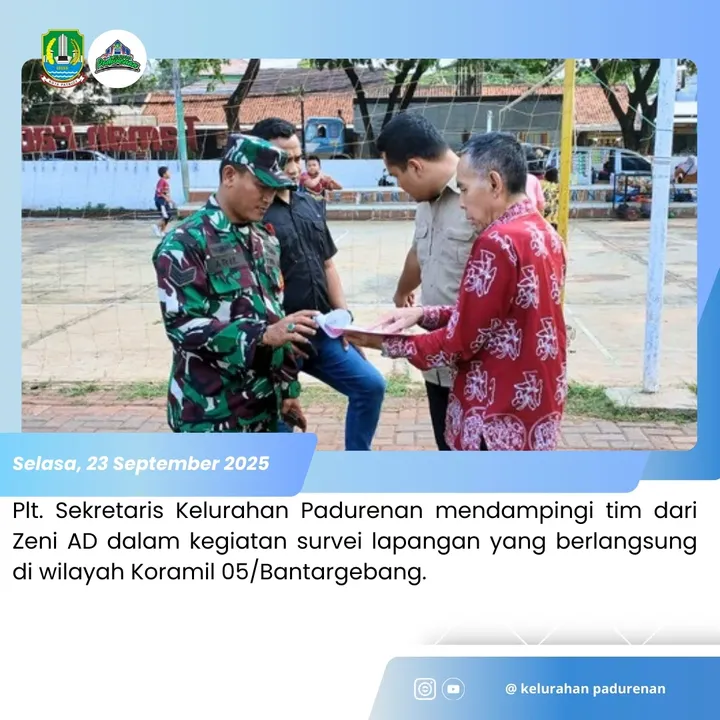 Selasa, 23 September 2025
Plt. Sekretaris Kelurahan Padurenan mendampingi tim dari
Zeni AD dalam kegiatan survei lapangan yang berlangsung
di wilayah Koramil 05/Bantargebang.
@ kelurahan padurenan